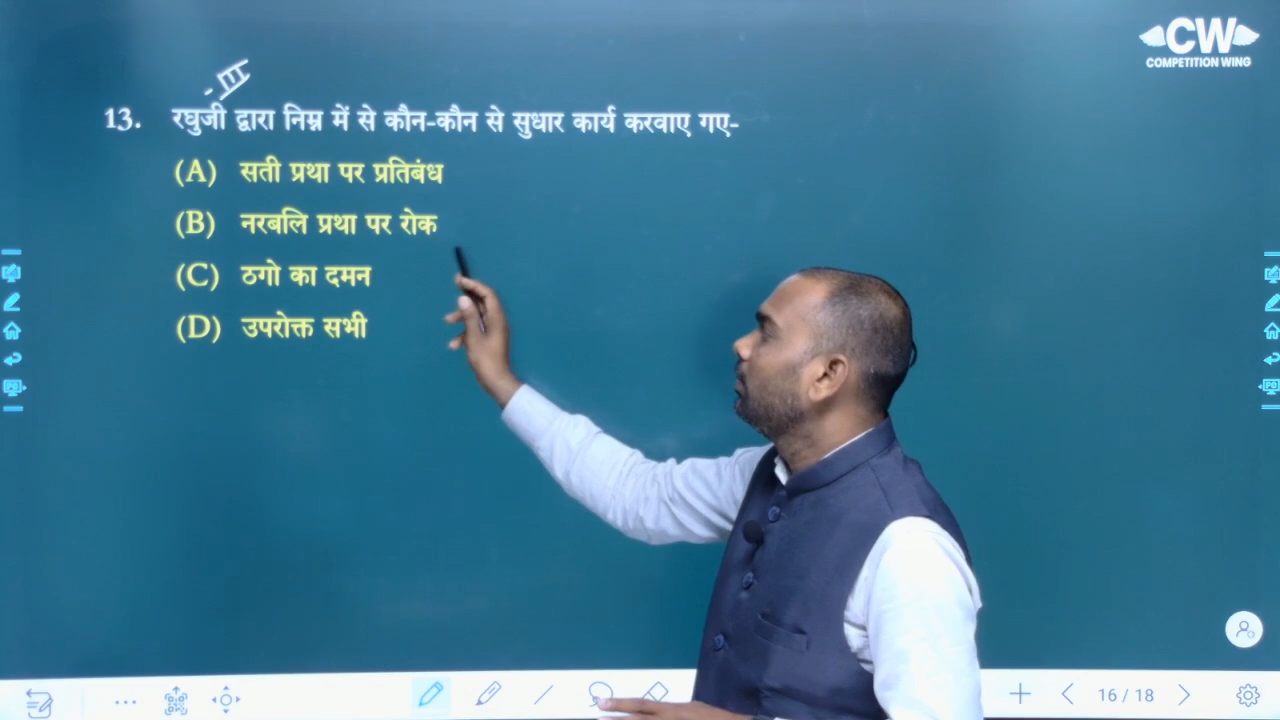 CW
COMPETITION WING
-III
13. रघुजी द्वारा निम्न में से कौन-कौन से सुधार कार्य करवाए गए-
(A) सती प्रथा पर प्रतिबंध
(B) नरबलि प्रथा पर रोक
(C) ठगो का दमन
(D) उपरोक्त सभी
16 / 18